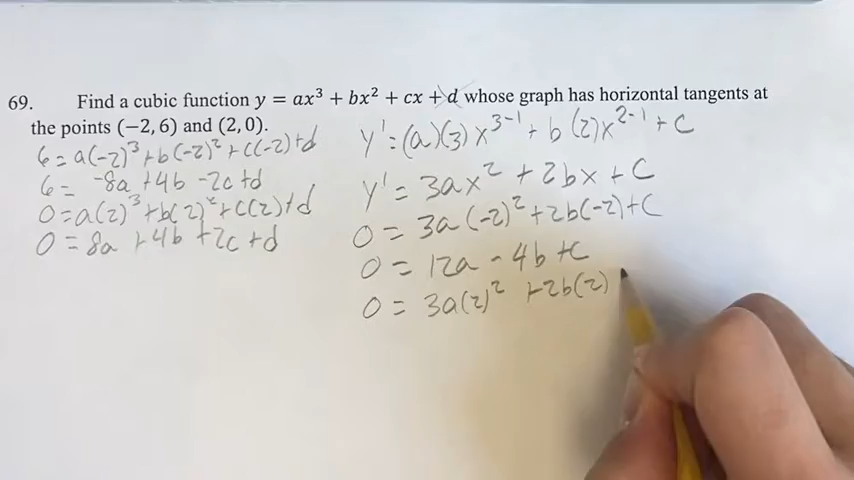 69. Find a cubic function y = ax³ + bx² + cx + d whose graph has horizontal tangents at
the points (−2, 6) and (2, 0).
6 = a(-2)³ + b(-2)² + c(-2) + d
6 = -8a + 4b - 2c + d
0 = a(2)³ + b(2)² + c(2) + d
0 = 8a + 4b + 2c + d
y' = (a)(3)x³⁻¹ + b(2)x²⁻¹ + c
y' = 3ax² + 2bx + c
0 = 3a(-2)² + 2b(-2) + c
0 = 12a - 4b + c
0 = 3a(2)² + 2b(2)